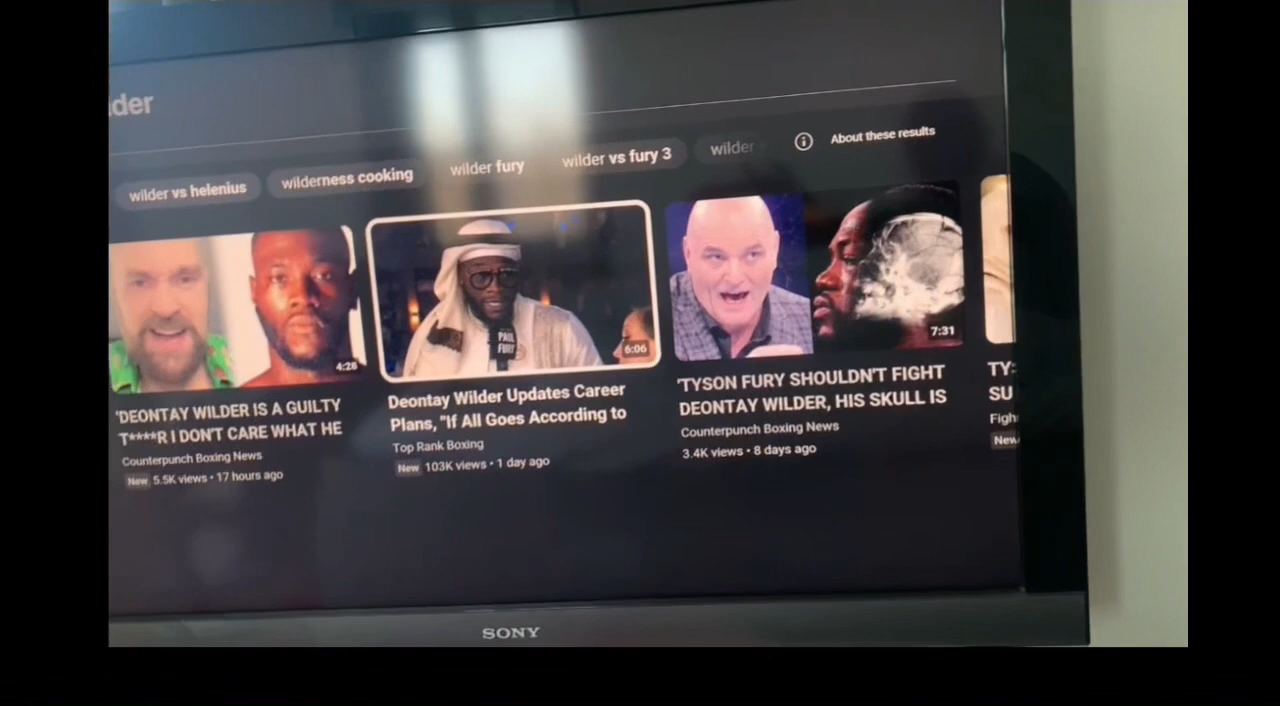 der
wilder vs helenius
wilderness cooking
wilder fury
wilder vs fury 3
wilder
About these results
PAUL
FURY
4:28
6:06
7:31
'DEONTAY WILDER IS A GUILTY
T****R I DON'T CARE WHAT HE
Counterpunch Boxing News
New 5.5K views • 17 hours ago
Deontay Wilder Updates Career
Plans, "If All Goes According to
Top Rank Boxing
New 103K views • 1 day ago
'TYSON FURY SHOULDN'T FIGHT
DEONTAY WILDER, HIS SKULL IS
Counterpunch Boxing News
3.4K views • 8 days ago
TY
SU
Figh
New
SONY